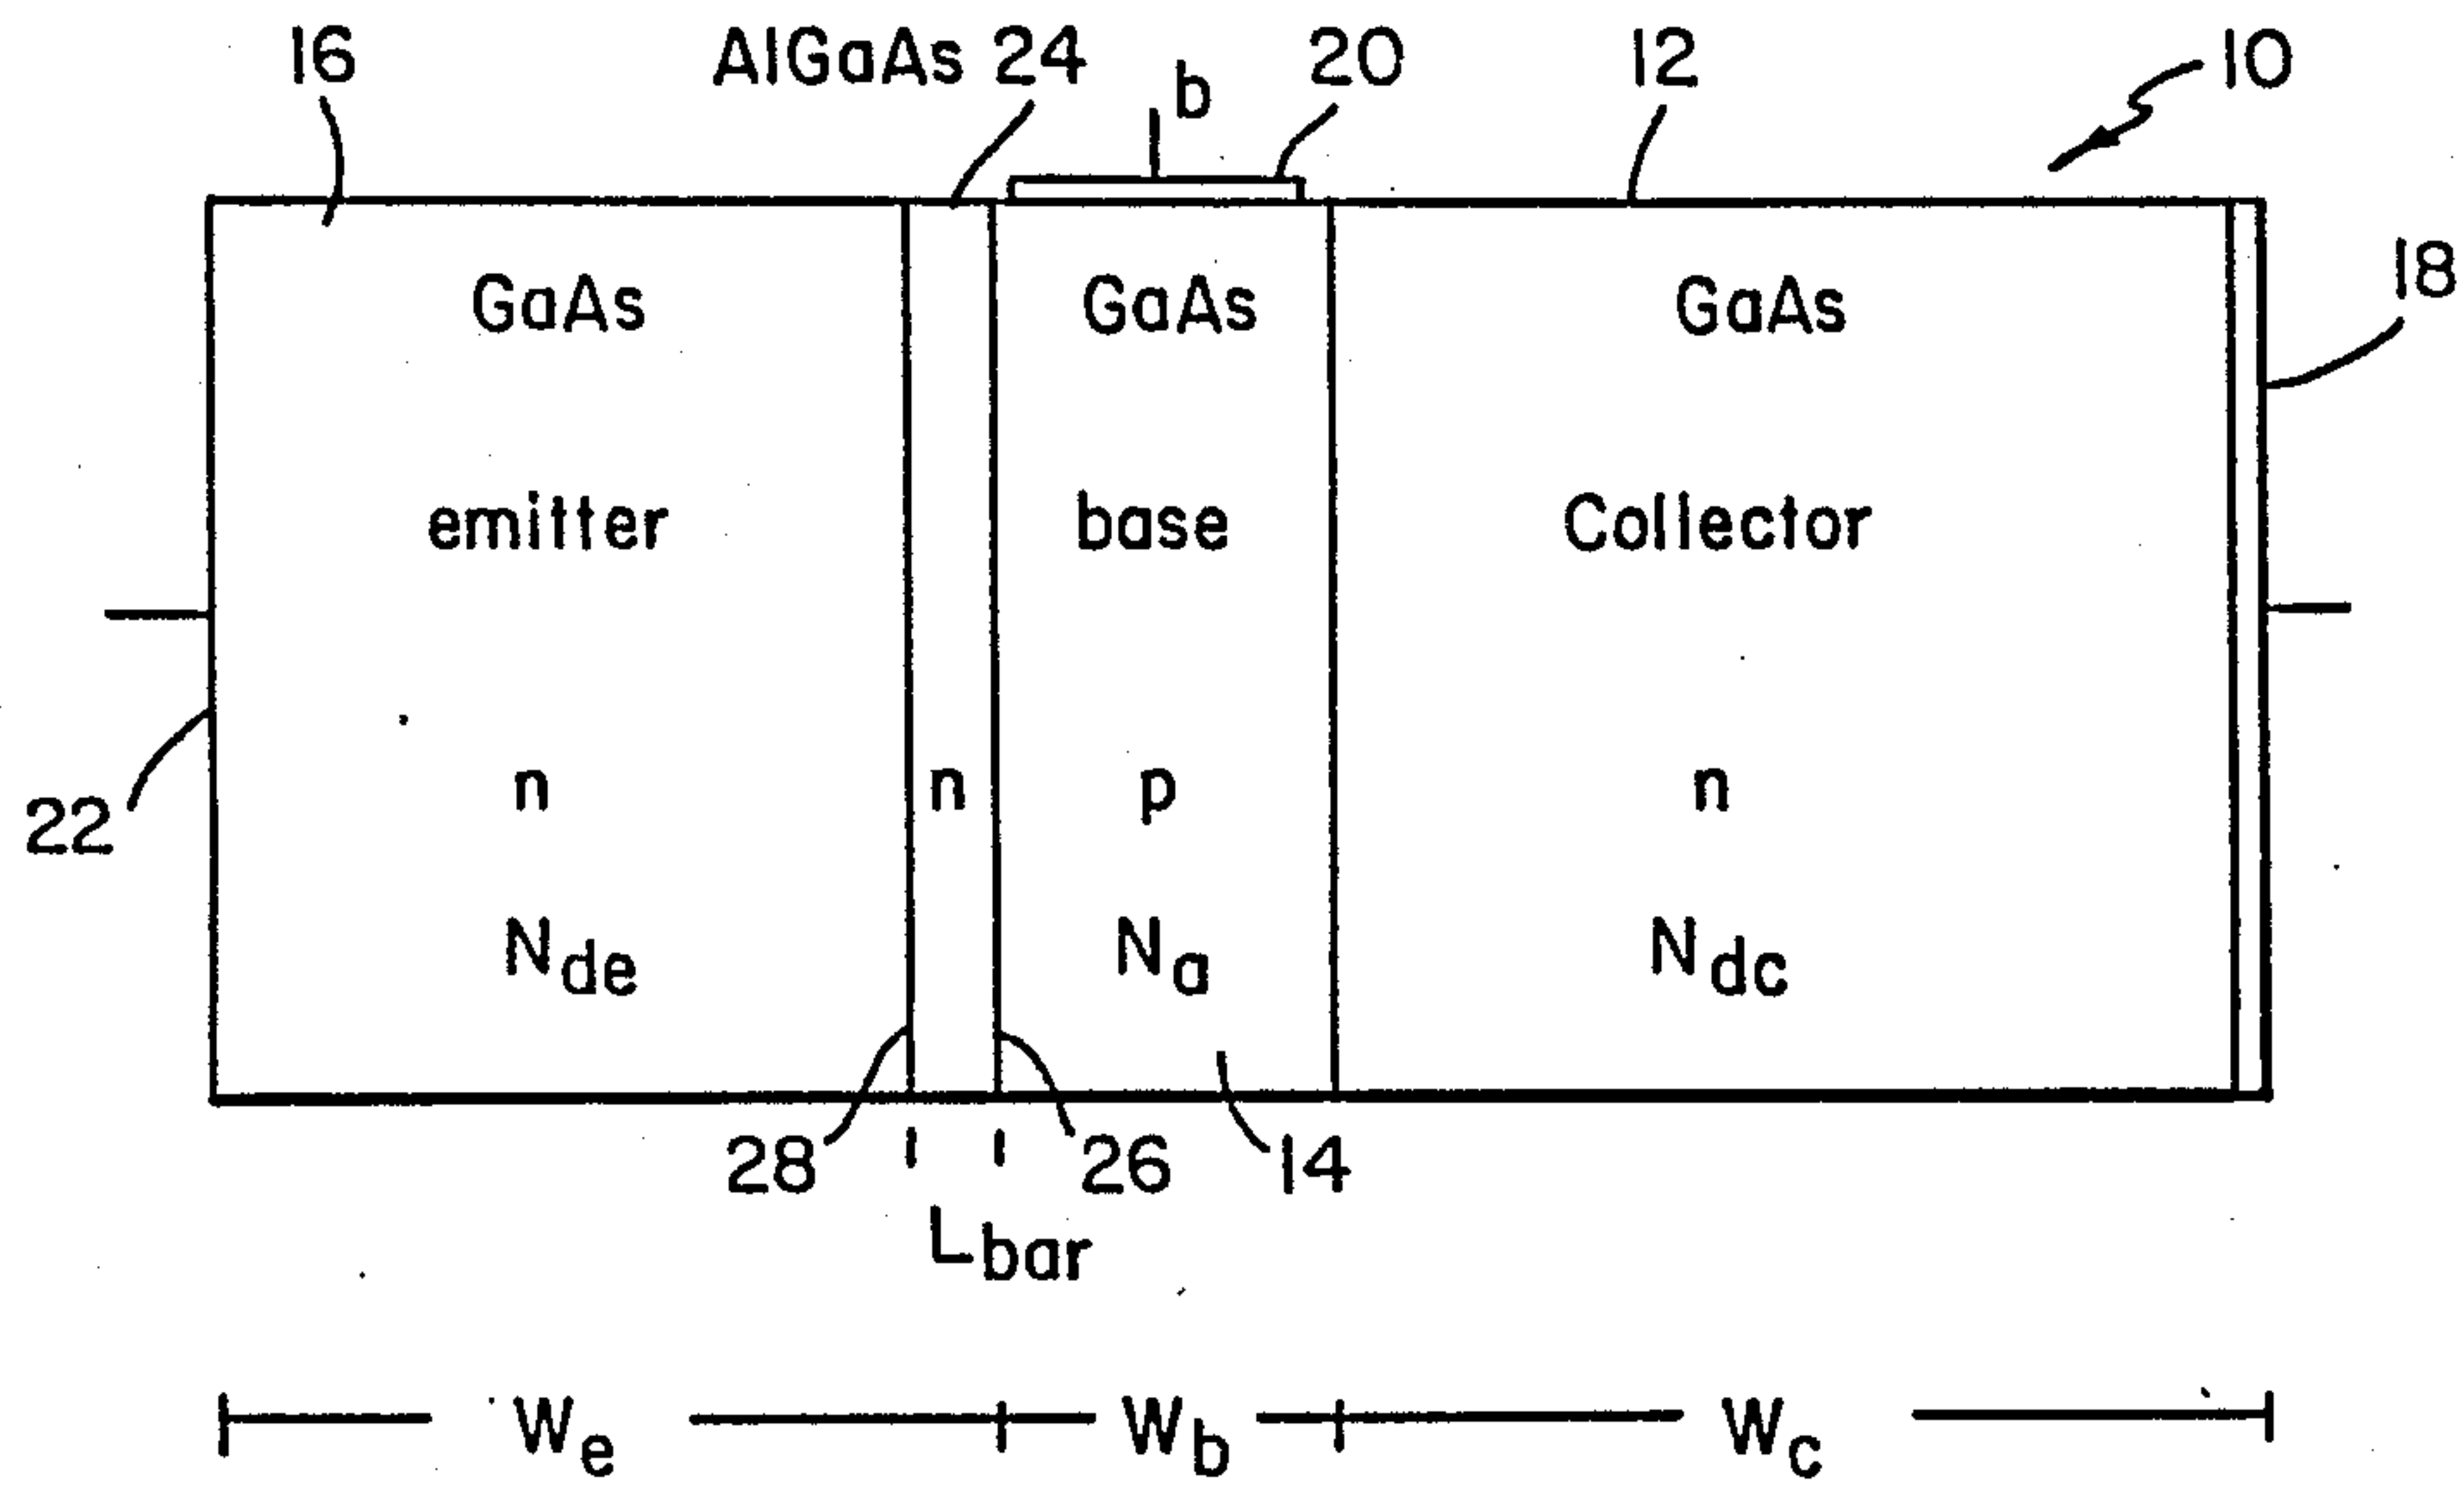 16 AlGaAs 24 b 20 12 10
18
GaAs GaAs GaAs
emitter base Collector
n n p n
22
Nde Na Ndc
28 26 14
Lbar
We Wb Wc